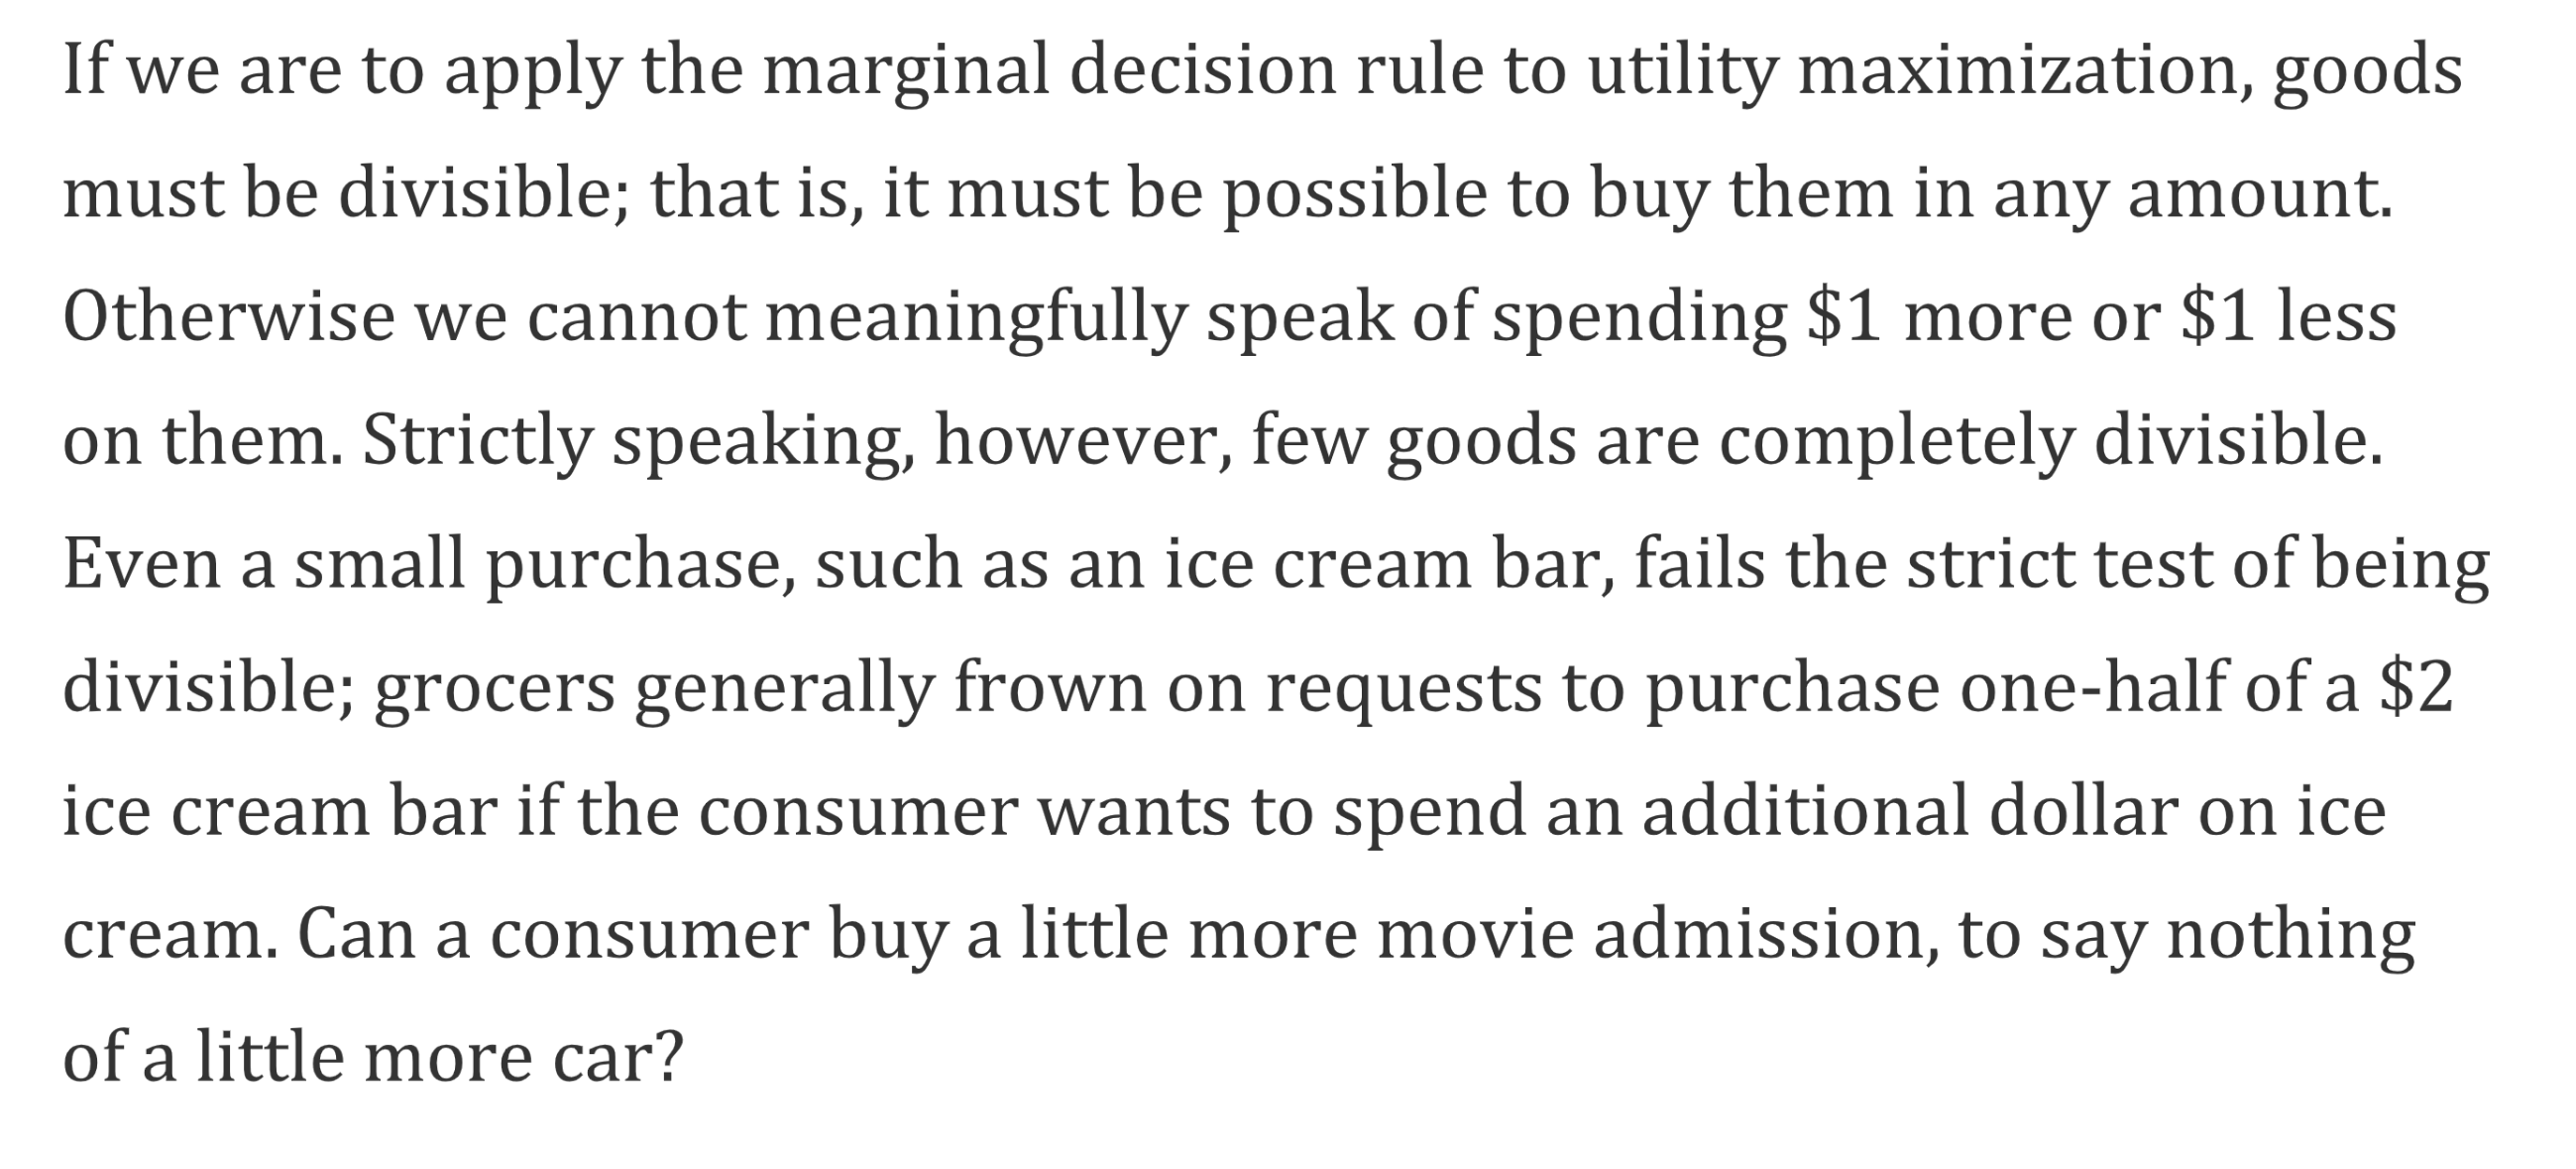 If we are to apply the marginal decision rule to utility maximization, goods
must be divisible; that is, it must be possible to buy them in any amount.
Otherwise we cannot meaningfully speak of spending $1 more or $1 less
on them. Strictly speaking, however, few goods are completely divisible.
Even a small purchase, such as an ice cream bar, fails the strict test of being
divisible; grocers generally frown on requests to purchase one-half of a $2
ice cream bar if the consumer wants to spend an additional dollar on ice
cream. Can a consumer buy a little more movie admission, to say nothing
of a little more car?